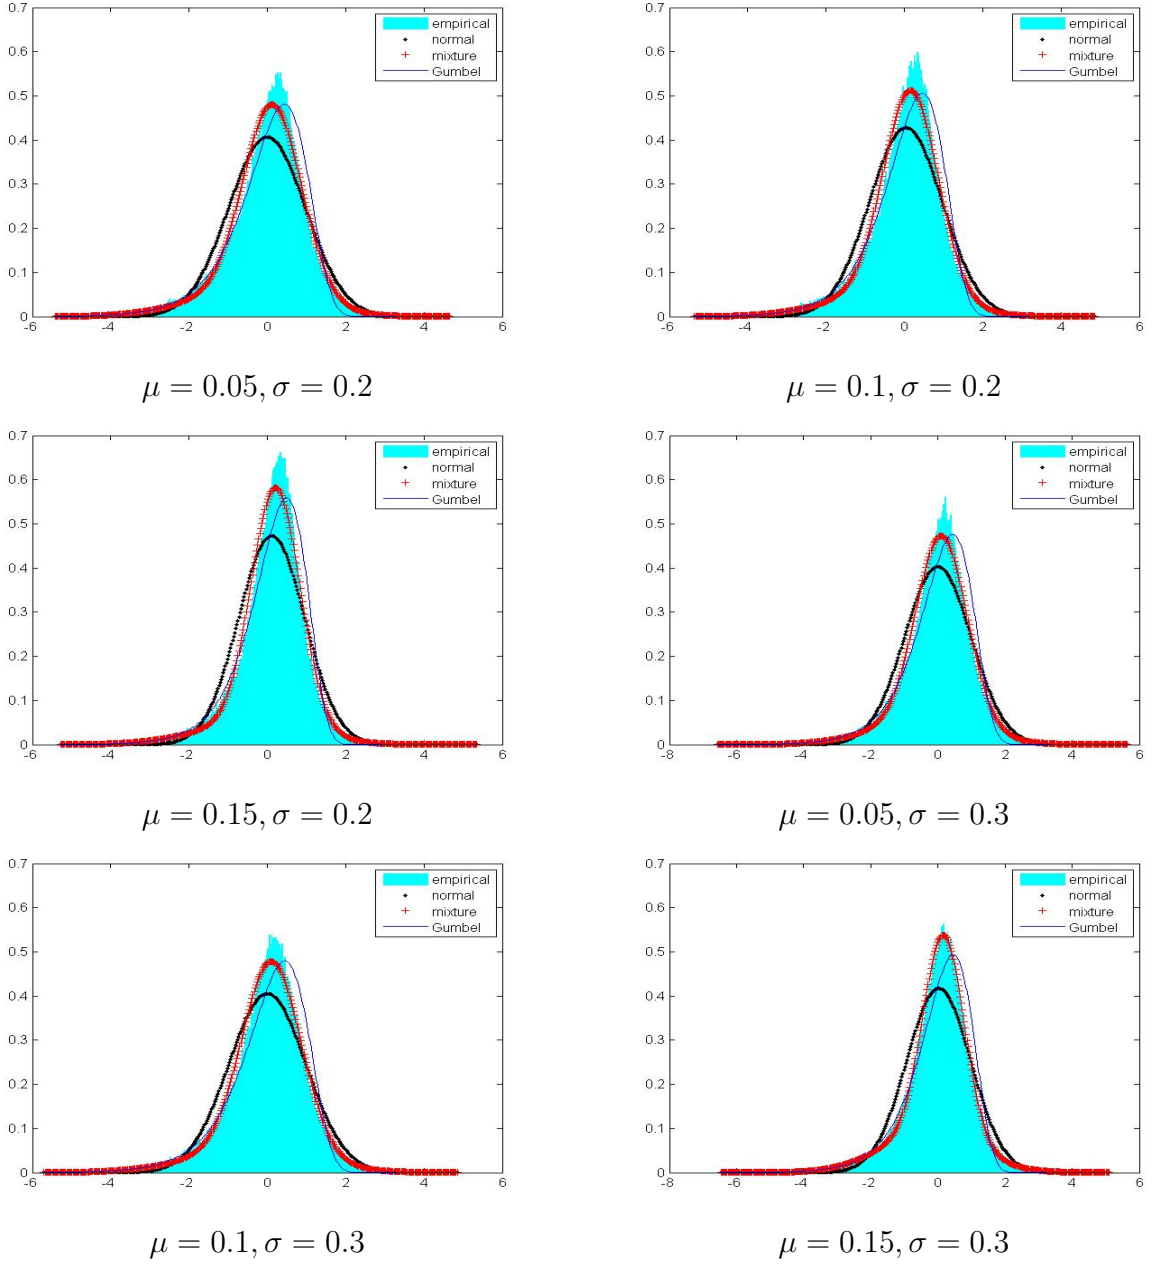 0.7
0.6
0.5
0.4
0.3
0.2
0.1
0
-6 -4 -2 0 2 4 6
empirical
normal
mixture
Gumbel
μ = 0.05, σ = 0.2
0.7
0.6
0.5
0.4
0.3
0.2
0.1
0
-6 -4 -2 0 2 4 6
empirical
normal
mixture
Gumbel
μ = 0.1, σ = 0.2
0.7
0.6
0.5
0.4
0.3
0.2
0.1
0
-6 -4 -2 0 2 4 6
empirical
normal
mixture
Gumbel
μ = 0.15, σ = 0.2
0.7
0.6
0.5
0.4
0.3
0.2
0.1
0
-8 -6 -4 -2 0 2 4 6
empirical
normal
mixture
Gumbel
μ = 0.05, σ = 0.3
0.7
0.6
0.5
0.4
0.3
0.2
0.1
0
-6 -4 -2 0 2 4 6
empirical
normal
mixture
Gumbel
μ = 0.1, σ = 0.3
0.7
0.6
0.5
0.4
0.3
0.2
0.1
0
-8 -6 -4 -2 0 2 4 6
empirical
normal
mixture
Gumbel
μ = 0.15, σ = 0.3